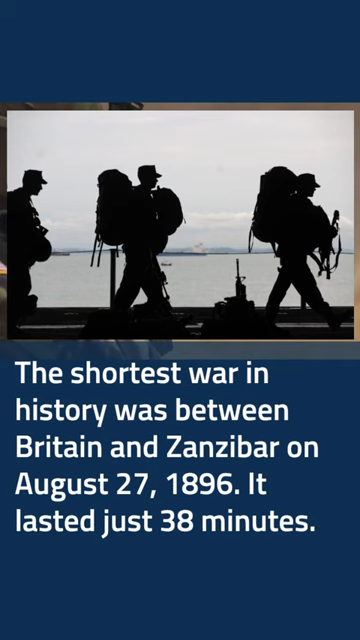 The shortest war in
history was between
Britain and Zanzibar on
August 27, 1896. It
lasted just 38 minutes.